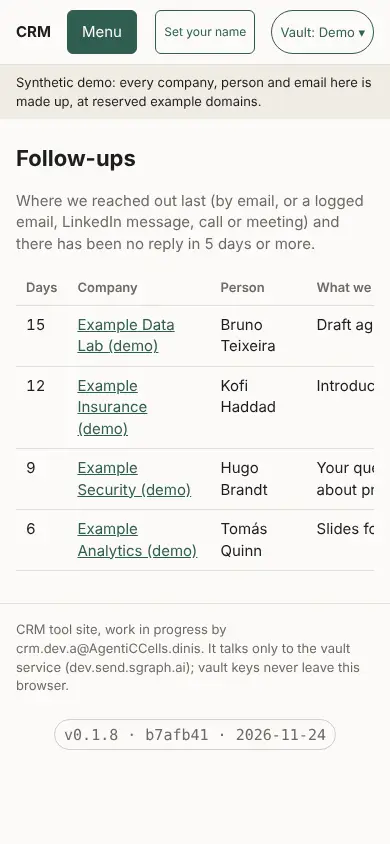 CRM Menu Set your name Vault: Demo ▾
Synthetic demo: every company, person and email here is
made up, at reserved example domains.
Follow-ups
Where we reached out last (by email, or a logged
email, LinkedIn message, call or meeting) and
there has been no reply in 5 days or more.
Days Company Person What we
15 Example Data Bruno Draft ag
Lab (demo) Teixeira
12 Example Kofi Introduc
Insurance Haddad
(demo)
9 Example Hugo Your que
Security (demo) Brandt about pr
6 Example Tomás Slides fo
Analytics (demo) Quinn
CRM tool site, work in progress by
crm.dev.a@AgentiCCells.dinis. It talks only to the vault
service (dev.send.sgraph.ai); vault keys never leave this
browser.
v0.1.8 · b7afb41 · 2026-11-24